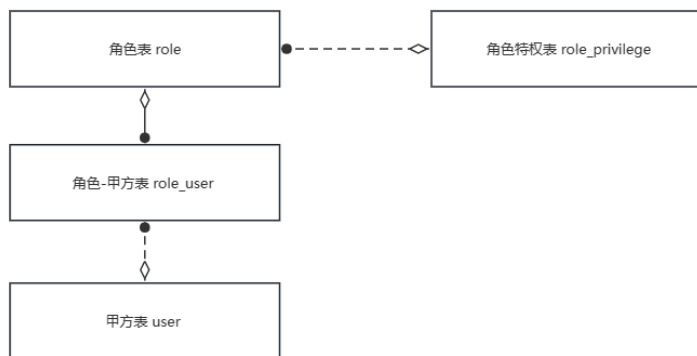 角色表 role
角色特权表 role_privilege
角色-甲方表 role_user
甲方表 user